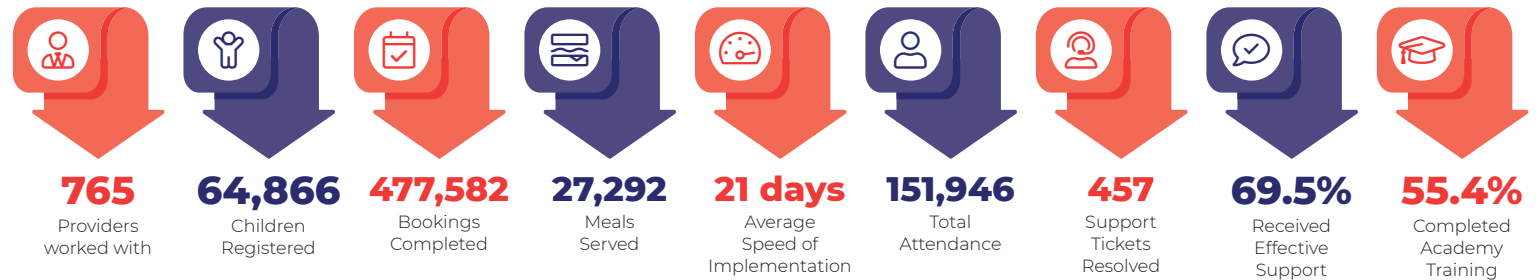 765
Providers
worked with
64,866
Children
Registered
477,582
Bookings
Completed
27,292
Meals
Served
21 days
Average
Speed of
Implementation
151,946
Total
Attendance
457
Support
Tickets
Resolved
69.5%
Received
Effective
Support
55.4%
Completed
Academy
Training